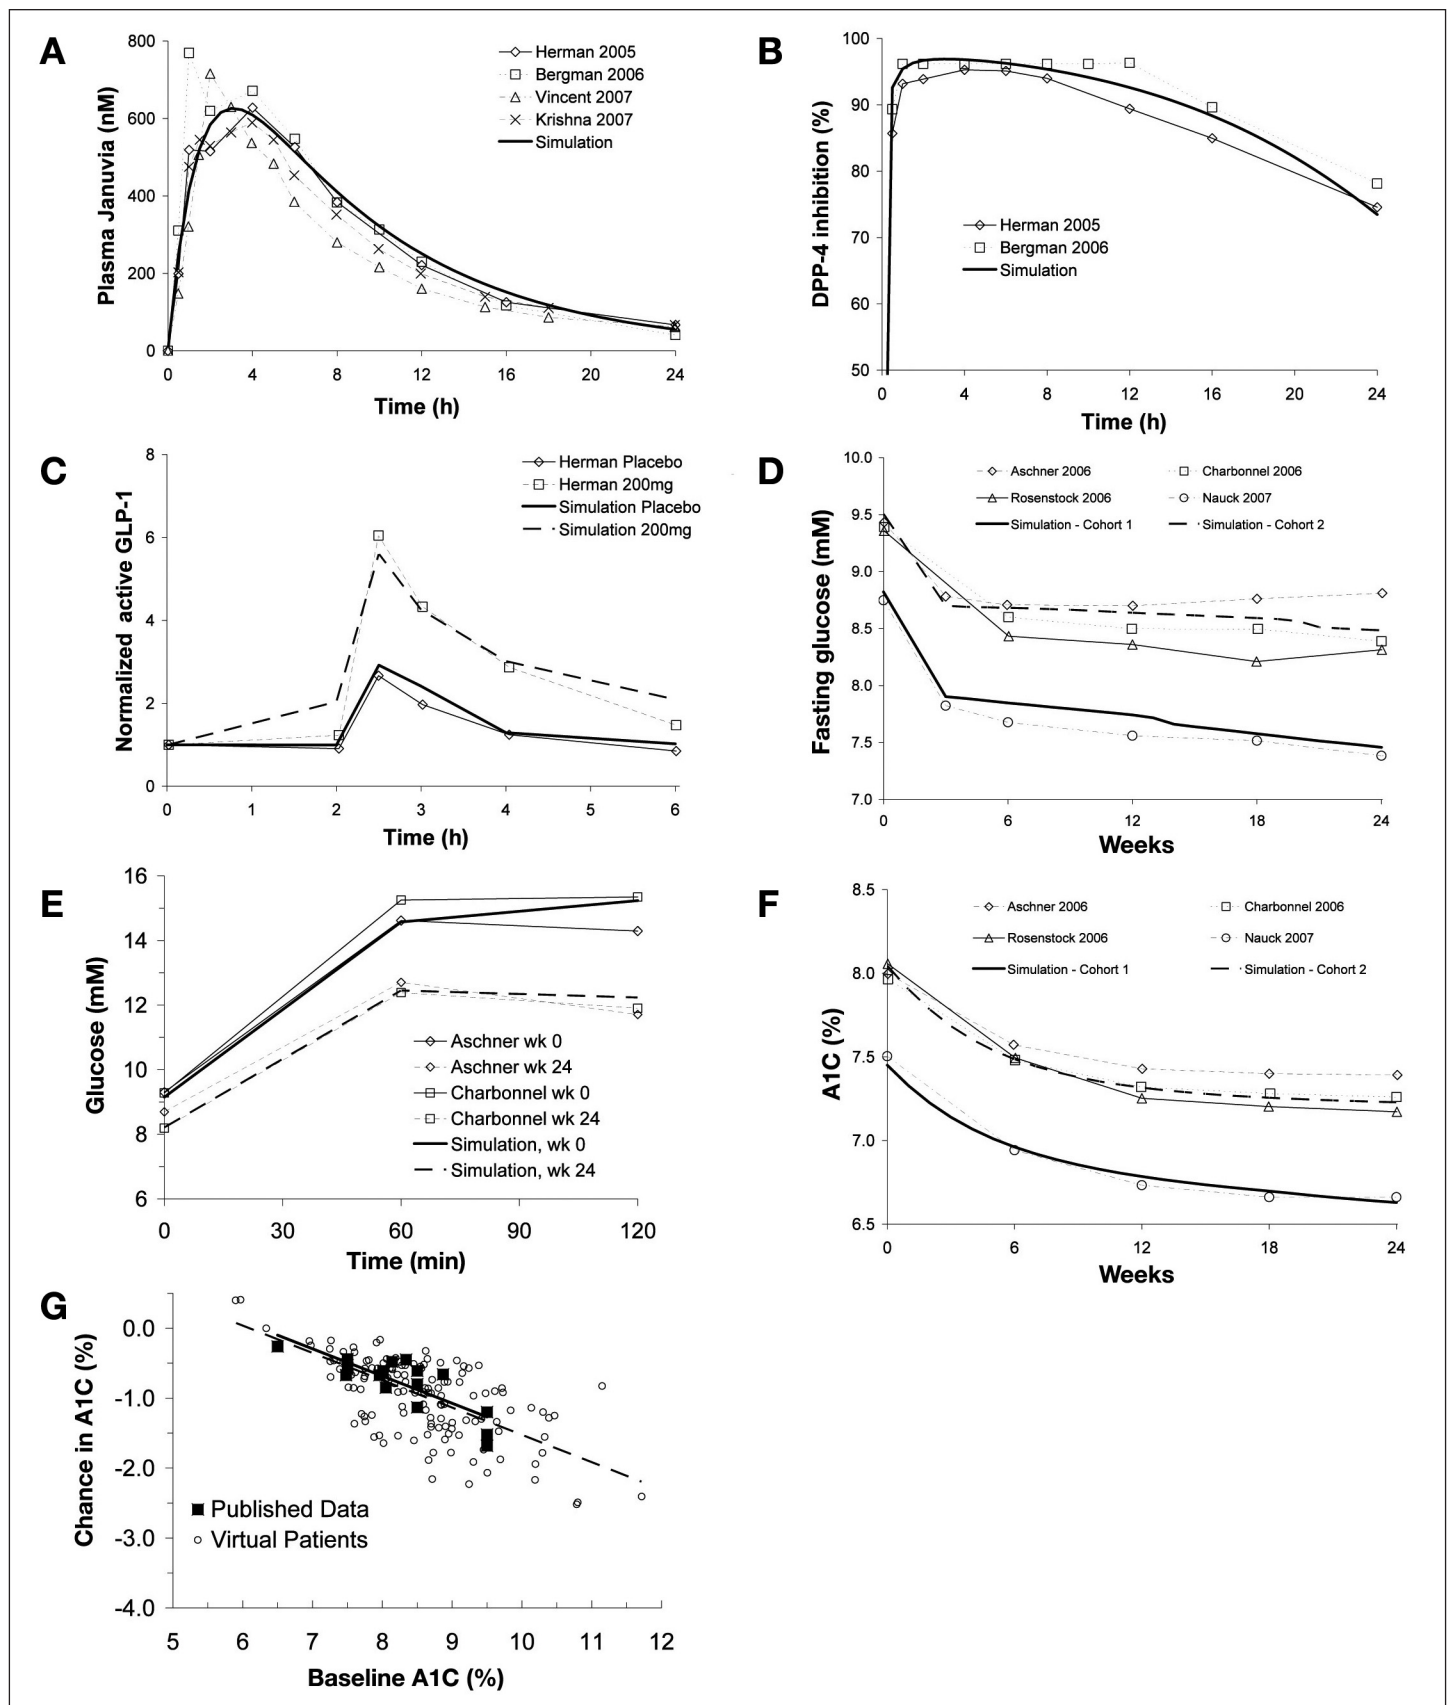 A
Plasma Januvia (nM)
800
600
400
200
0
0 4 8 12 16 20 24
Time (h)
Herman 2005
Bergman 2006
Vincent 2007
Krishna 2007
Simulation
B
DPP-4 inhibition (%)
100
90
80
70
60
50
0 4 8 12 16 20 24
Time (h)
Herman 2005
Bergman 2006
Simulation
C
Normalized active GLP-1
8
6
4
2
0
0 1 2 3 4 5 6
Time (h)
Herman Placebo
Herman 200mg
Simulation Placebo
Simulation 200mg
D
Fasting glucose (mM)
10.0
9.5
9.0
8.5
8.0
7.5
7.0
0 6 12 18 24
Weeks
Aschner 2006 Charbonnel 2006
Rosenstock 2006 Nauck 2007
Simulation - Cohort 1 Simulation - Cohort 2
E
Glucose (mM)
16
14
12
10
8
6
0 30 60 90 120
Time (min)
Aschner wk 0
Aschner wk 24
Charbonnel wk 0
Charbonnel wk 24
Simulation, wk 0
Simulation, wk 24
F
A1C (%)
8.5
8.0
7.5
7.0
6.5
0 6 12 18 24
Weeks
Aschner 2006 Charbonnel 2006
Rosenstock 2006 Nauck 2007
Simulation - Cohort 1 Simulation - Cohort 2
G
Chance in A1C (%)
0.0
-1.0
-2.0
-3.0
-4.0
5 6 7 8 9 10 11 12
Baseline A1C (%)
Published Data
Virtual Patients